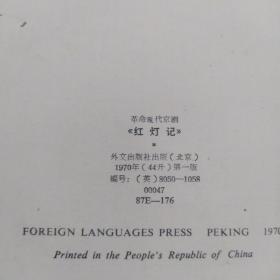 革命现代京剧
《红灯记》
*
外文出版社出版（北京）
1970年（44开）第一版
编号：（英）8050—1058
00047
87E—176
FOREIGN LANGUAGES PRESS PEKING 1970
Printed in the People's Republic of China